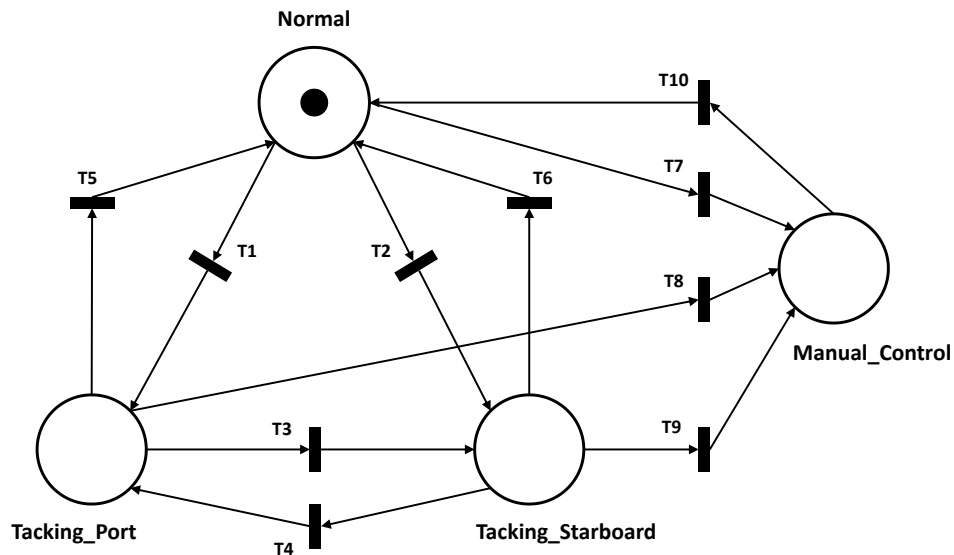 Normal
T10
T5
T6
T7
T1
T2
T8
Manual_Control
T3
T9
Tacking_Port
T4
Tacking_Starboard